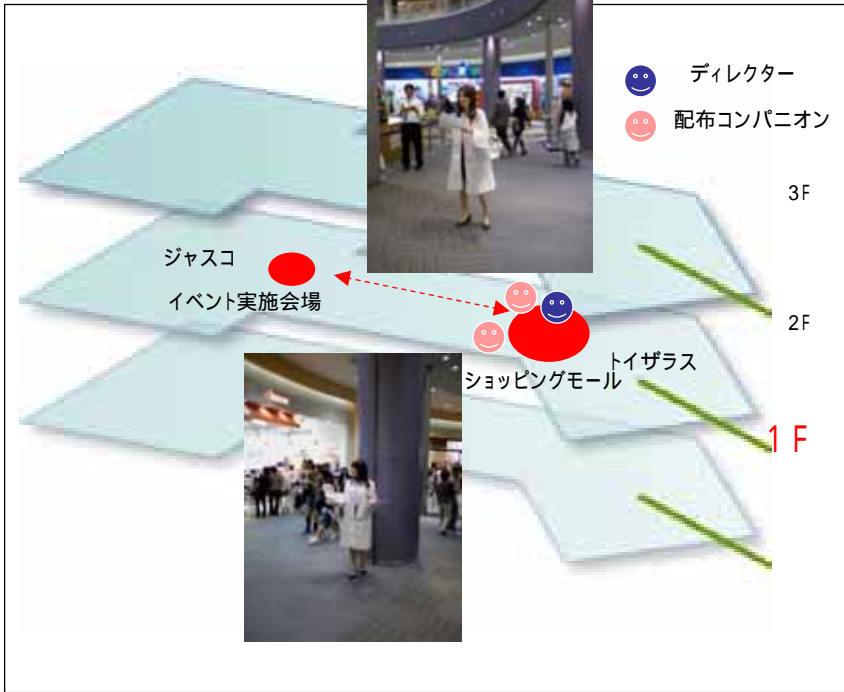 ディレクター
配布コンパニオン
3F
ジャスコ
イベント実施会場
2F
トイザラス
ショッピングモール
1F